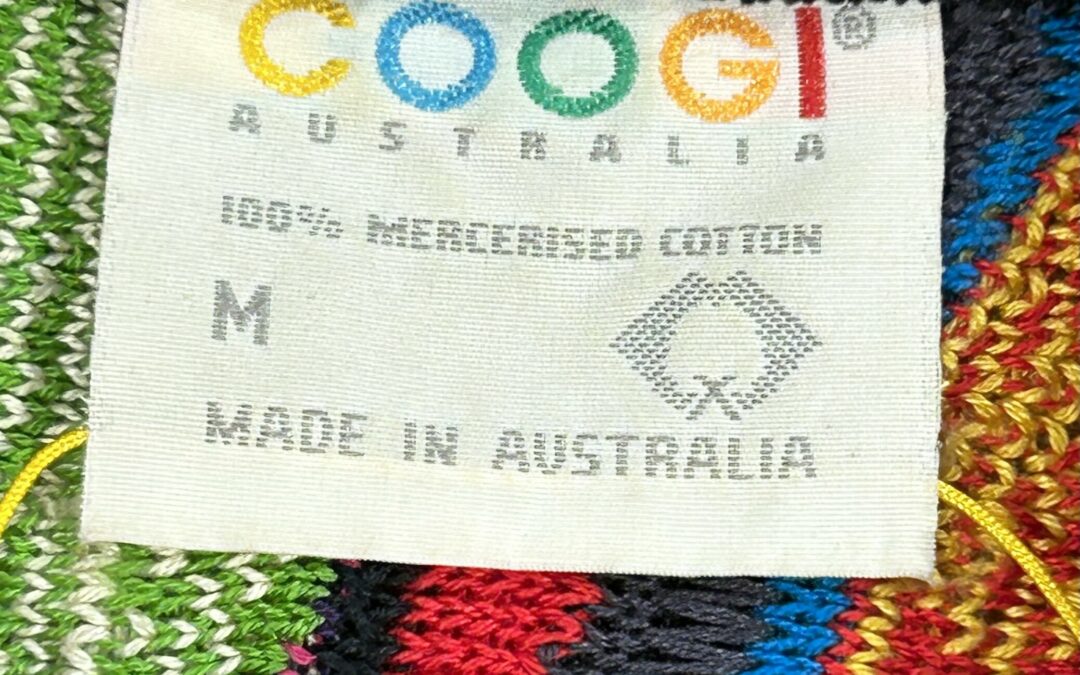 COOGI®
AUSTRALIA
100% MERCERISED COTTON
M
MADE IN AUSTRALIA